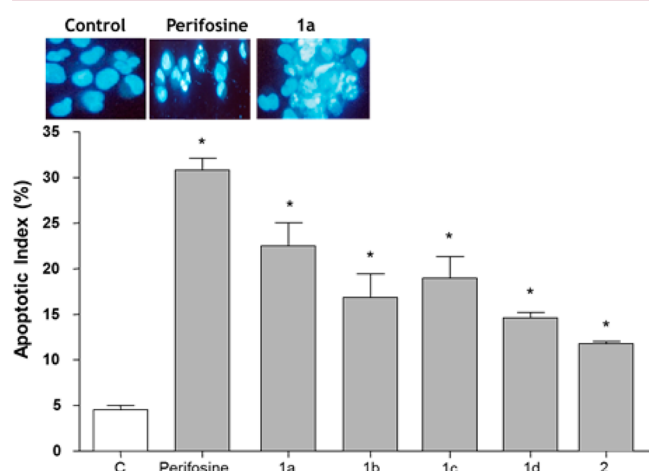 Control Perifosine 1a
35
30
25
20
15
10
5
0
Apoptotic Index (%)
* * * * * *
C Perifosine 1a 1b 1c 1d 2